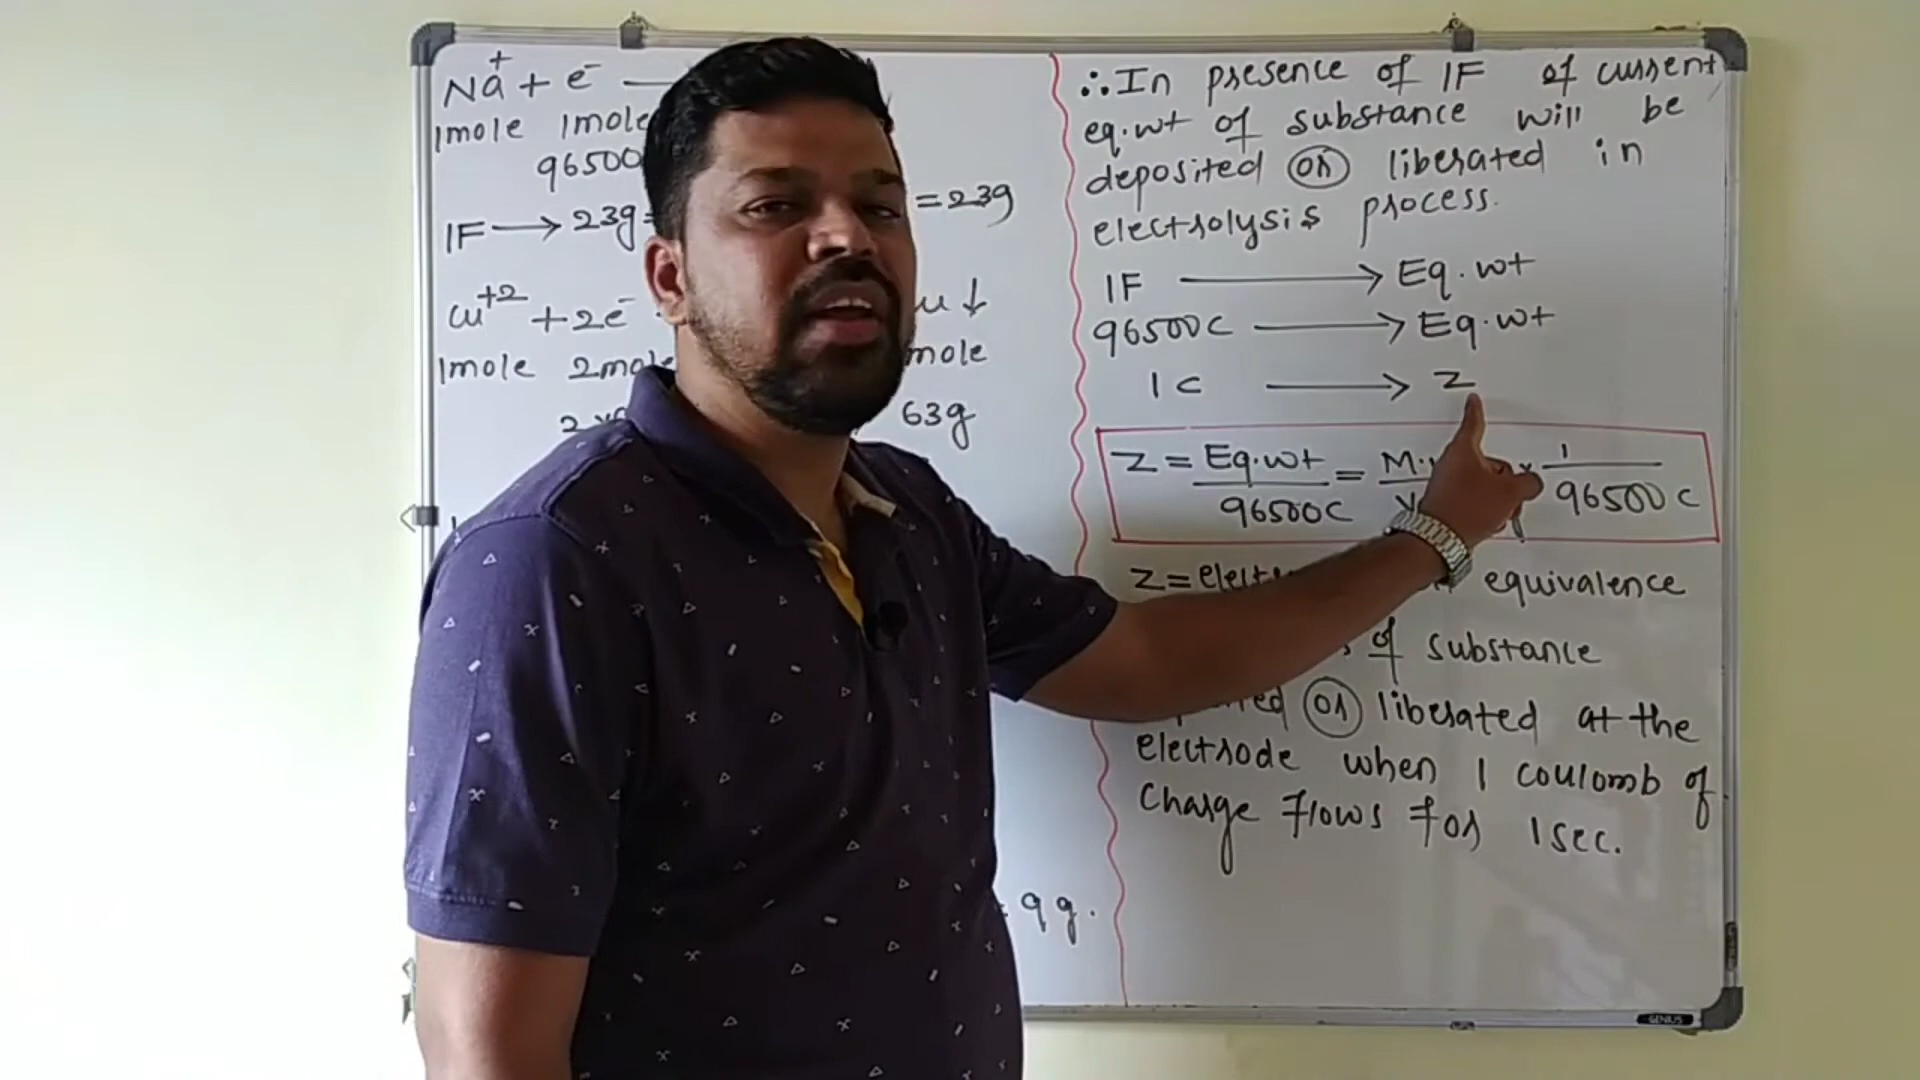 Na⁺ + e⁻ —
1mole 1mole
96500
1F → 23g = = 23g
Cu⁺² + 2e⁻ u ↓
1mole 2mole mole
2 × 63g
= 9g.
∴ In presence of 1F of current
eq.wt of substance will be
deposited (or) liberated in
electrolysis process.
1F → Eq.wt
96500C → Eq.wt
1C → Z
Z = Eq.wt / 96500C = M. / V × 1 / 96500C
Z = elect equivalence
of substance
(or) liberated at the
electrode when 1 coulomb of
charge flows for 1sec.
GENIUS